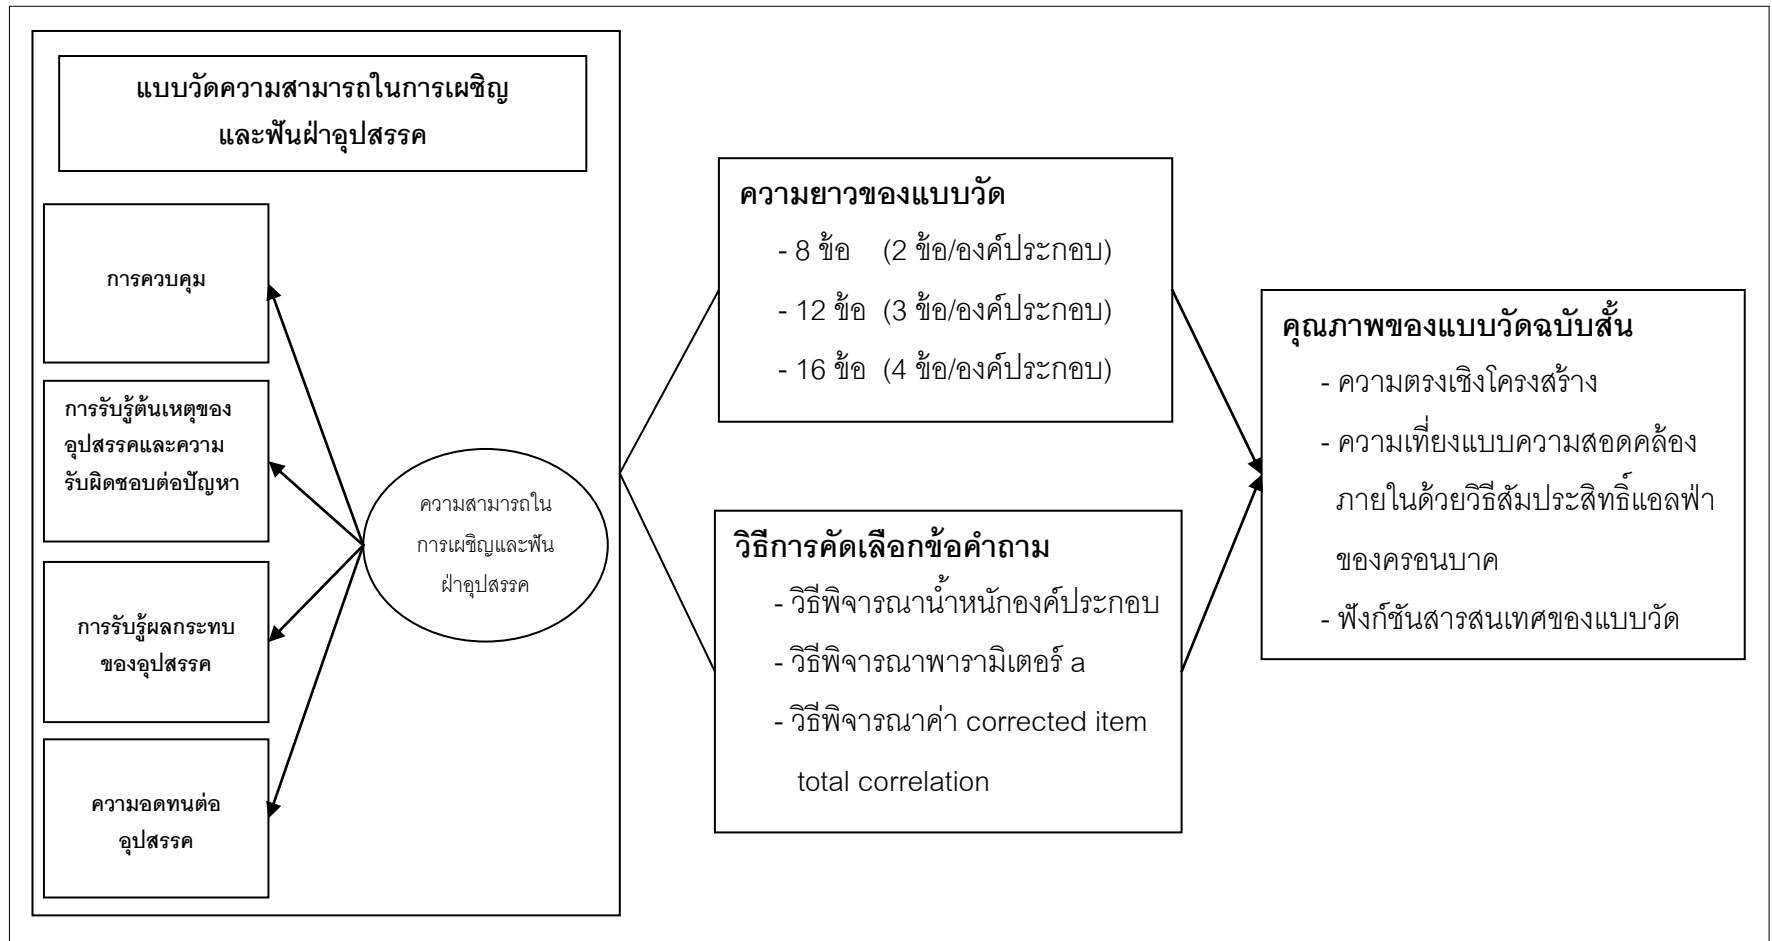 แบบวัดความสามารถในการเผชิญ
และฟันฝ่าอุปสรรค
การควบคุม
การรับรู้ต้นเหตุของ
อุปสรรคและความ
รับผิดชอบต่อปัญหา
การรับรู้ผลกระทบ
ของอุปสรรค
ความอดทนต่อ
อุปสรรค
ความสามารถใน
การเผชิญและฟัน
ฝ่าอุปสรรค
ความยาวของแบบวัด
- 8 ข้อ (2 ข้อ/องค์ประกอบ)
- 12 ข้อ (3 ข้อ/องค์ประกอบ)
- 16 ข้อ (4 ข้อ/องค์ประกอบ)
วิธีการคัดเลือกข้อคำถาม
- วิธีพิจารณาน้ำหนักองค์ประกอบ
- วิธีพิจารณาพารามิเตอร์ a
- วิธีพิจารณาค่า corrected item
total correlation
คุณภาพของแบบวัดฉบับสั้น
- ความตรงเชิงโครงสร้าง
- ความเที่ยงแบบความสอดคล้อง
ภายในด้วยวิธีสัมประสิทธิ์แอลฟ่า
ของครอนบาค
- ฟังก์ชันสารสนเทศของแบบวัด